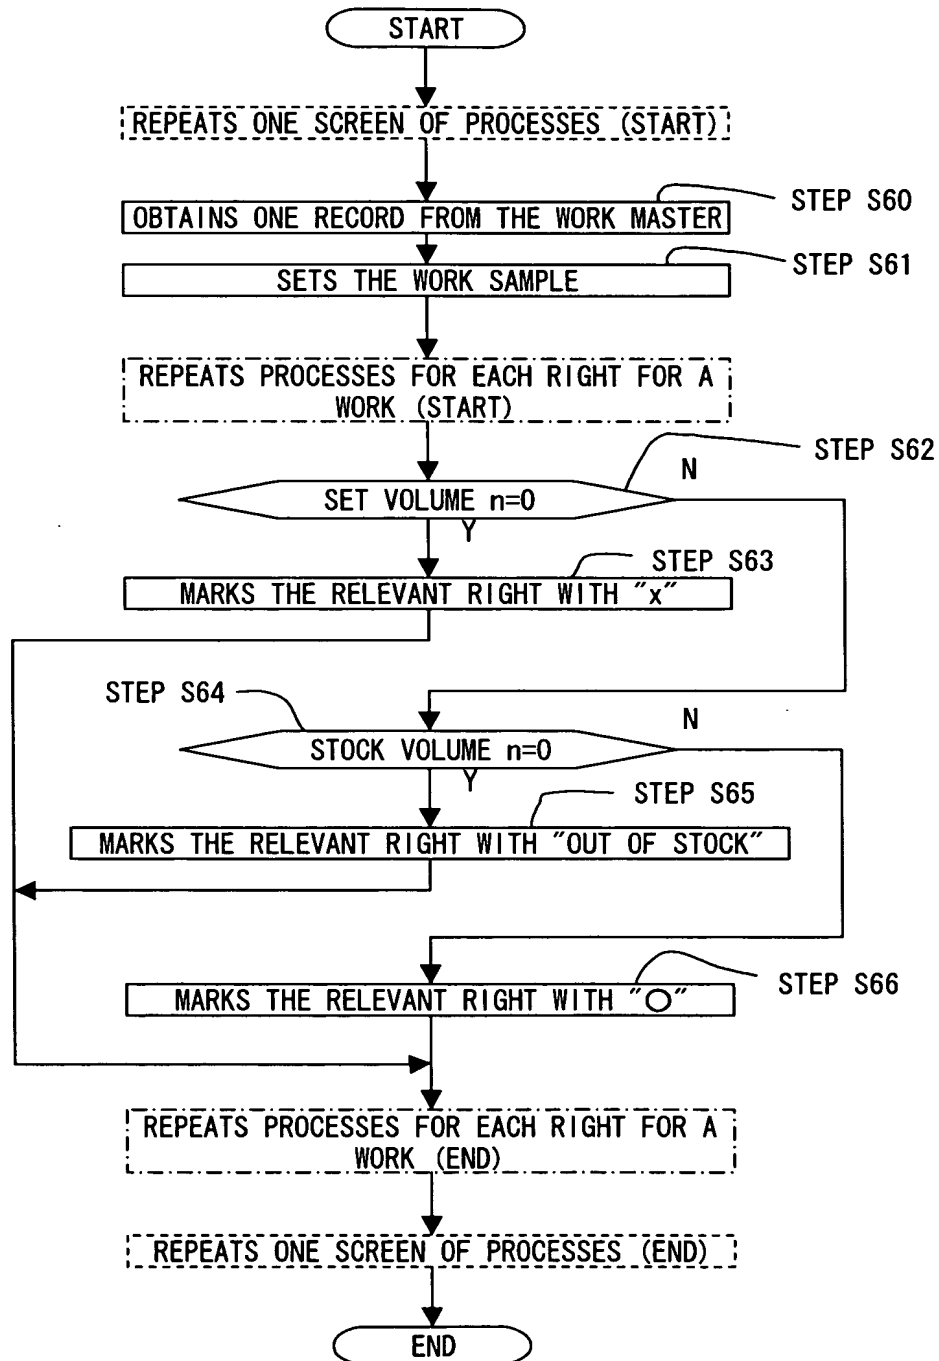 START
REPEATS ONE SCREEN OF PROCESSES (START)
STEP S60
OBTAINS ONE RECORD FROM THE WORK MASTER
STEP S61
SETS THE WORK SAMPLE
REPEATS PROCESSES FOR EACH RIGHT FOR A
WORK (START)
STEP S62
N
SET VOLUME n=0
Y
STEP S63
MARKS THE RELEVANT RIGHT WITH "x"
STEP S64
N
STOCK VOLUME n=0
Y
STEP S65
MARKS THE RELEVANT RIGHT WITH "OUT OF STOCK"
STEP S66
MARKS THE RELEVANT RIGHT WITH "○"
REPEATS PROCESSES FOR EACH RIGHT FOR A
WORK (END)
REPEATS ONE SCREEN OF PROCESSES (END)
END